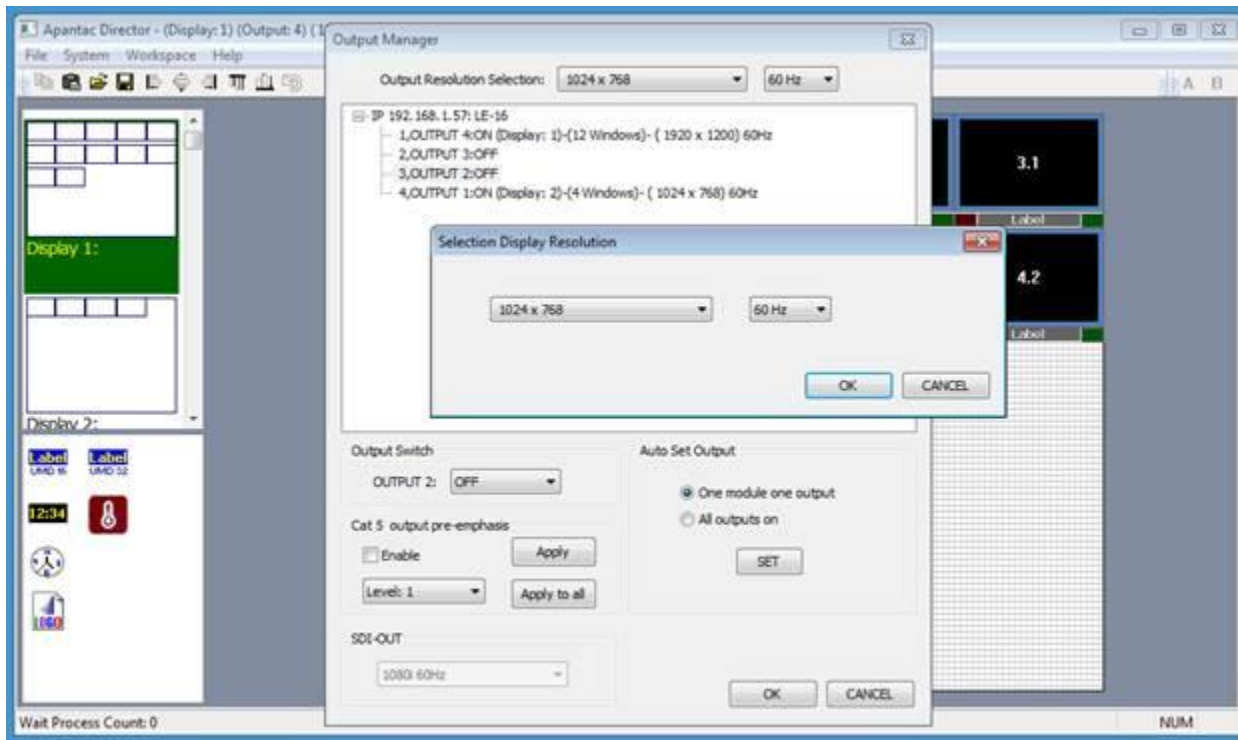 Apantac Director - (Display: 1) (Output: 4) (1
File System Workspace Help
A B
Display 1:
Display 2:
Label
UMD 16
Label
UMD 32
12:34
LOGO
Wait Process Count: 0
NUM
Output Manager
Output Resolution Selection: 1024 x 768 60 Hz
IP 192.168.1.57: LE-16
1,OUTPUT 4:ON (Display: 1)-(12 Windows)- ( 1920 x 1200) 60Hz
2,OUTPUT 3:OFF
3,OUTPUT 2:OFF
4,OUTPUT 1:ON (Display: 2)-(4 Windows)- ( 1024 x 768) 60Hz
Selection Display Resolution
1024 x 768 60 Hz
OK CANCEL
Output Switch
OUTPUT 2: OFF
Cat 5 output pre-emphasis
Enable Apply
Level: 1 Apply to all
SDI-OUT
1080i 60Hz
Auto Set Output
One module one output
All outputs on
SET
OK CANCEL
3.1
Label
4.2
Label